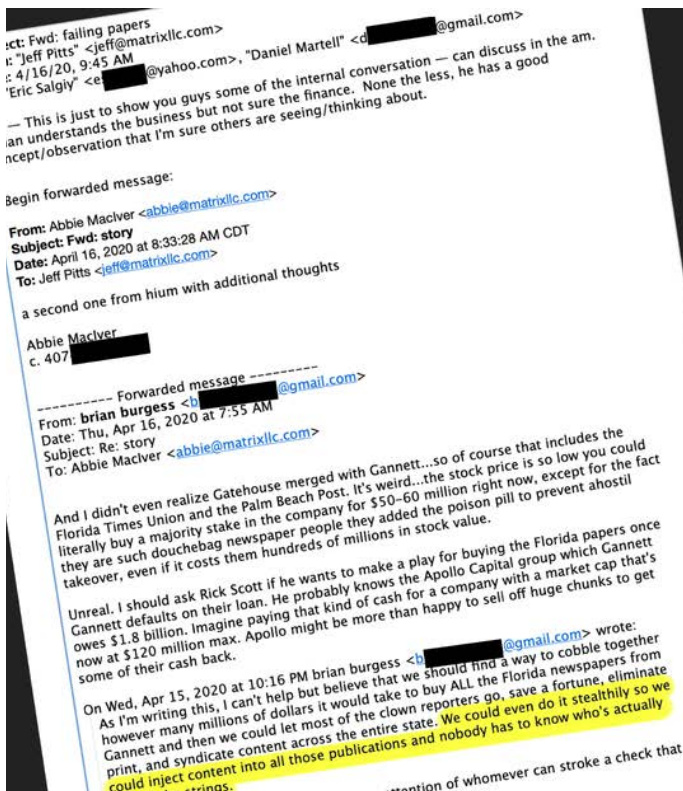 ect: Fwd: failing papers
: "Jeff Pitts" <jeff@matrixllc.com>
: 4/16/20, 9:45 AM
"Eric Salgiy" <e @yahoo.com>, "Daniel Martell" <d @gmail.com>
— This is just to show you guys some of the internal conversation — can discuss in the am.
an understands the business but not sure the finance.  None the less, he has a good
ncept/observation that I'm sure others are seeing/thinking about.
Begin forwarded message:
From: Abbie MacIver <abbie@matrixllc.com>
Subject: Fwd: story
Date: April 16, 2020 at 8:33:28 AM CDT
To: Jeff Pitts <jeff@matrixllc.com>
a second one from hium with additional thoughts
Abbie MacIver
c. 407
---------- Forwarded message ---------
From: brian burgess <b @gmail.com>
Date: Thu, Apr 16, 2020 at 7:55 AM
Subject: Re: story
To: Abbie MacIver <abbie@matrixllc.com>
And I didn't even realize Gatehouse merged with Gannett...so of course that includes the
Florida Times Union and the Palm Beach Post. It's weird...the stock price is so low you could
literally buy a majority stake in the company for $50-60 million right now, except for the fact
they are such douchebag newspaper people they added the poison pill to prevent ahostil
takeover, even if it costs them hundreds of millions in stock value.
Unreal. I should ask Rick Scott if he wants to make a play for buying the Florida papers once
Gannett defaults on their loan. He probably knows the Apollo Capital group which Gannett
owes $1.8 billion. Imagine paying that kind of cash for a company with a market cap that's
now at $120 million max. Apollo might be more than happy to sell off huge chunks to get
some of their cash back.
On Wed, Apr 15, 2020 at 10:16 PM brian burgess <b @gmail.com> wrote:
As I'm writing this, I can't help but believe that we should find a way to cobble together
however many millions of dollars it would take to buy ALL the Florida newspapers from
Gannett and then we could let most of the clown reporters go, save a fortune, eliminate
print, and syndicate content across the entire state. We could even do it stealthily so we
could inject content into all those publications and nobody has to know who's actually
strings.
ttention of whomever can stroke a check that